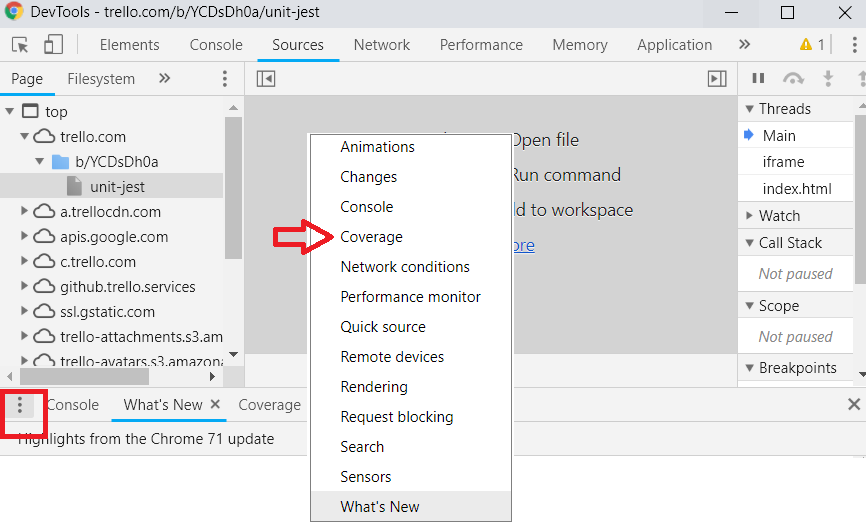 DevTools - trello.com/b/YCDsDh0a/unit-jest
Elements Console Sources Network Performance Memory Application » 1
Page Filesystem »
top
trello.com
b/YCDsDh0a
unit-jest
a.trellocdn.com
apis.google.com
c.trello.com
github.trello.services
ssl.gstatic.com
trello-attachments.s3.am
trello-avatars.s3.amazona
Open file
Run command
ld to workspace
ore
Animations
Changes
Console
Coverage
Network conditions
Performance monitor
Quick source
Remote devices
Rendering
Request blocking
Search
Sensors
What's New
Threads
Main
iframe
index.html
Watch
Call Stack
Not paused
Scope
Not paused
Breakpoints
Console What's New × Coverage
Highlights from the Chrome 71 update